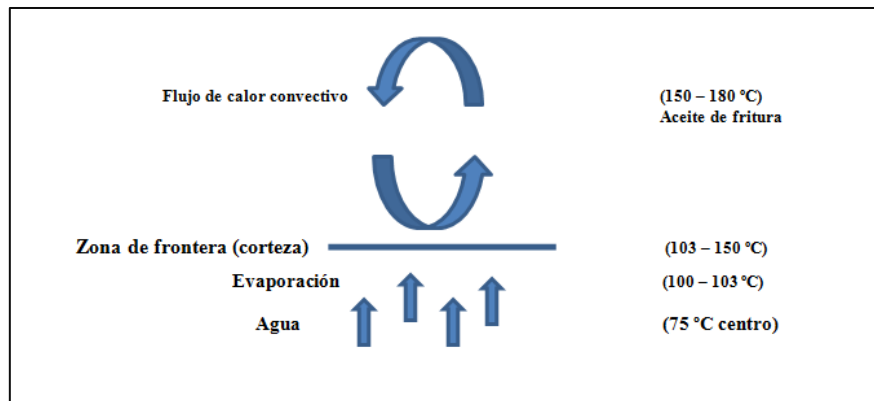 Flujo de calor convectivo
(150 – 180 °C)
Aceite de fritura
Zona de frontera (corteza)
(103 – 150 °C)
Evaporación
(100 – 103 °C)
Agua
(75 °C centro)